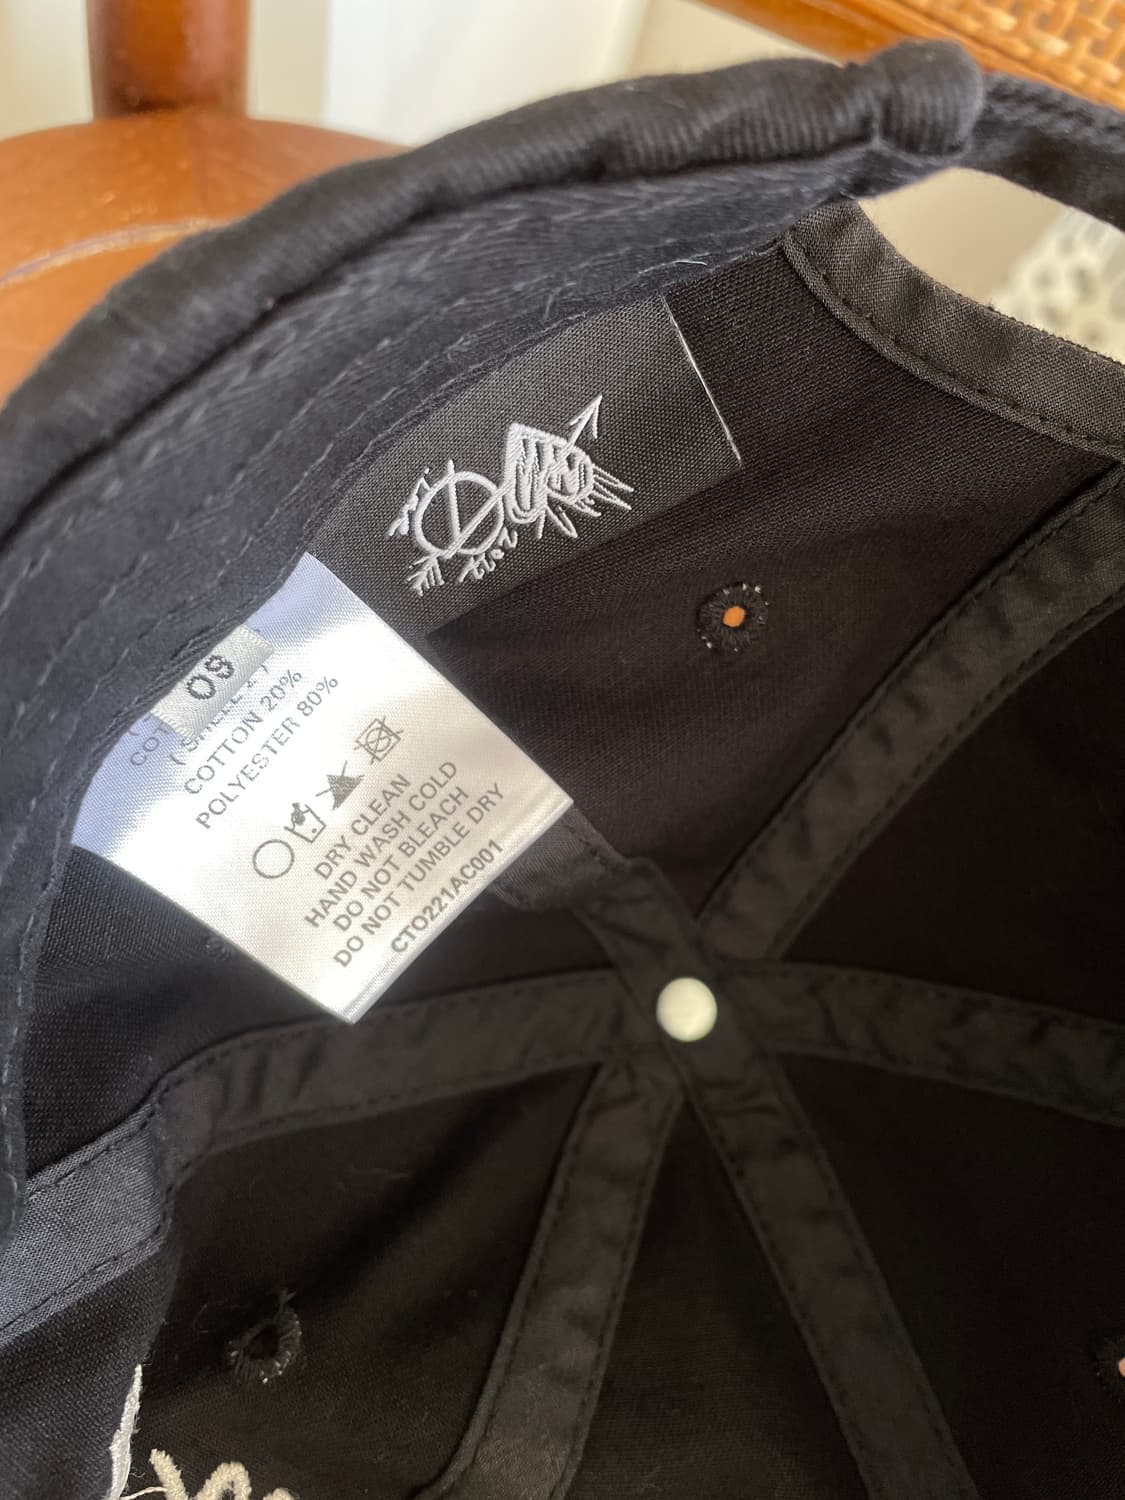 OS
COTTON 20%
POLYESTER 80%
DRY CLEAN
HAND WASH COLD
DO NOT BLEACH
DO NOT TUMBLE DRY
CTO221AC001